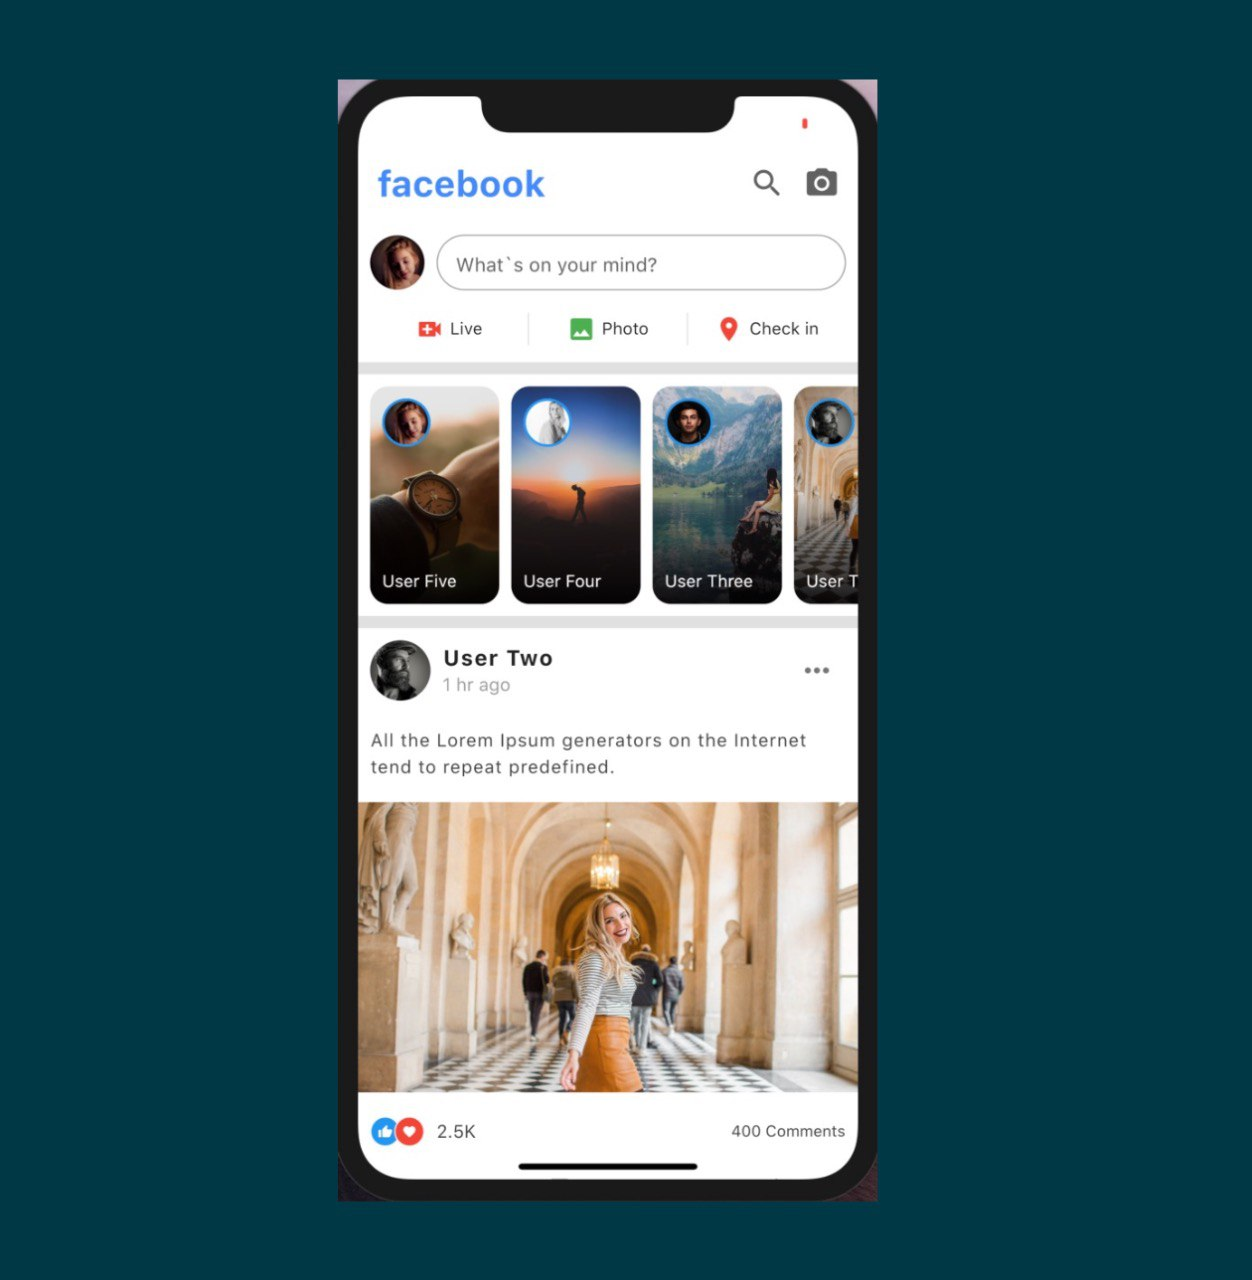 facebook
What`s on your mind?
Live
Photo
Check in
User Five
User Four
User Three
User T
User Two
1 hr ago
All the Lorem Ipsum generators on the Internet
tend to repeat predefined.
2.5K
400 Comments